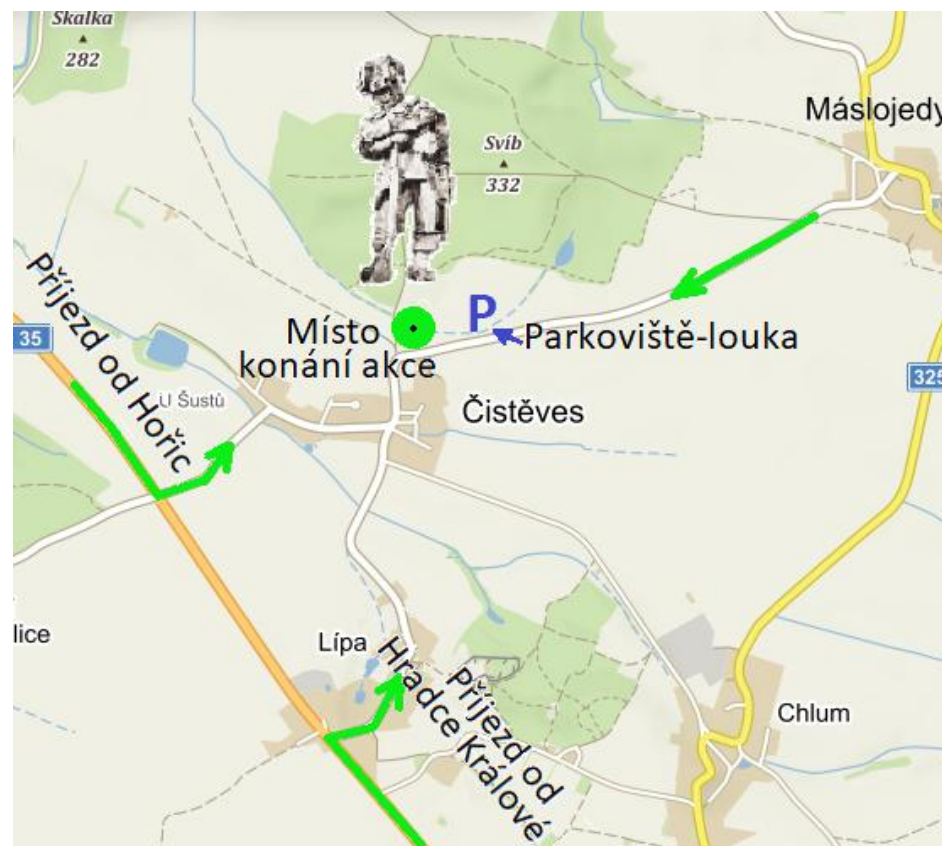 Skalka
282
Máslojedy
Svíb
332
Příjezd od Hořic
35
Místo
konání akce
P
Parkoviště-louka
325
U Šustů
Čistěves
lice
Lípa
Příjezd od
Hradce Králové
Chlum